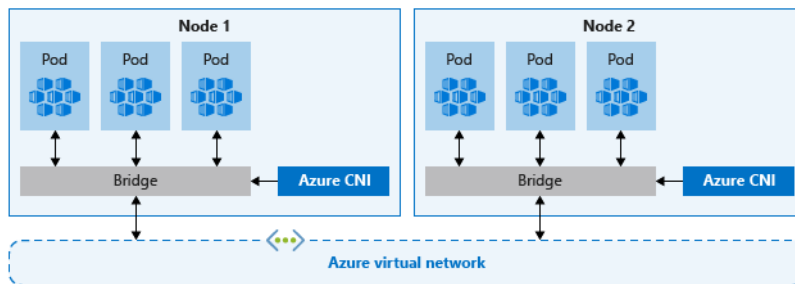 Node 1
Pod
Pod
Pod
Bridge
Azure CNI
Node 2
Pod
Pod
Pod
Bridge
Azure CNI
Azure virtual network